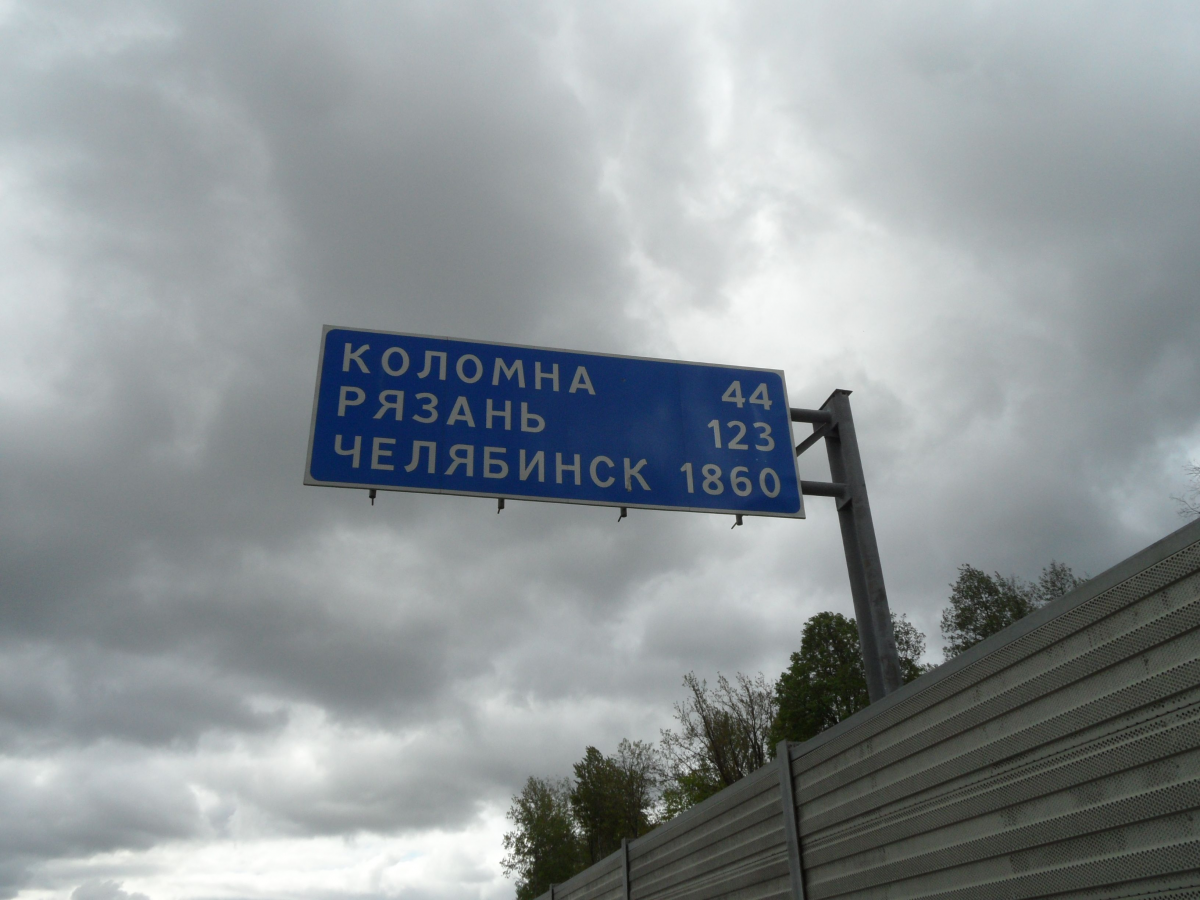 КОЛОМНА 44
РЯЗАНЬ 123
ЧЕЛЯБИНСК 1860